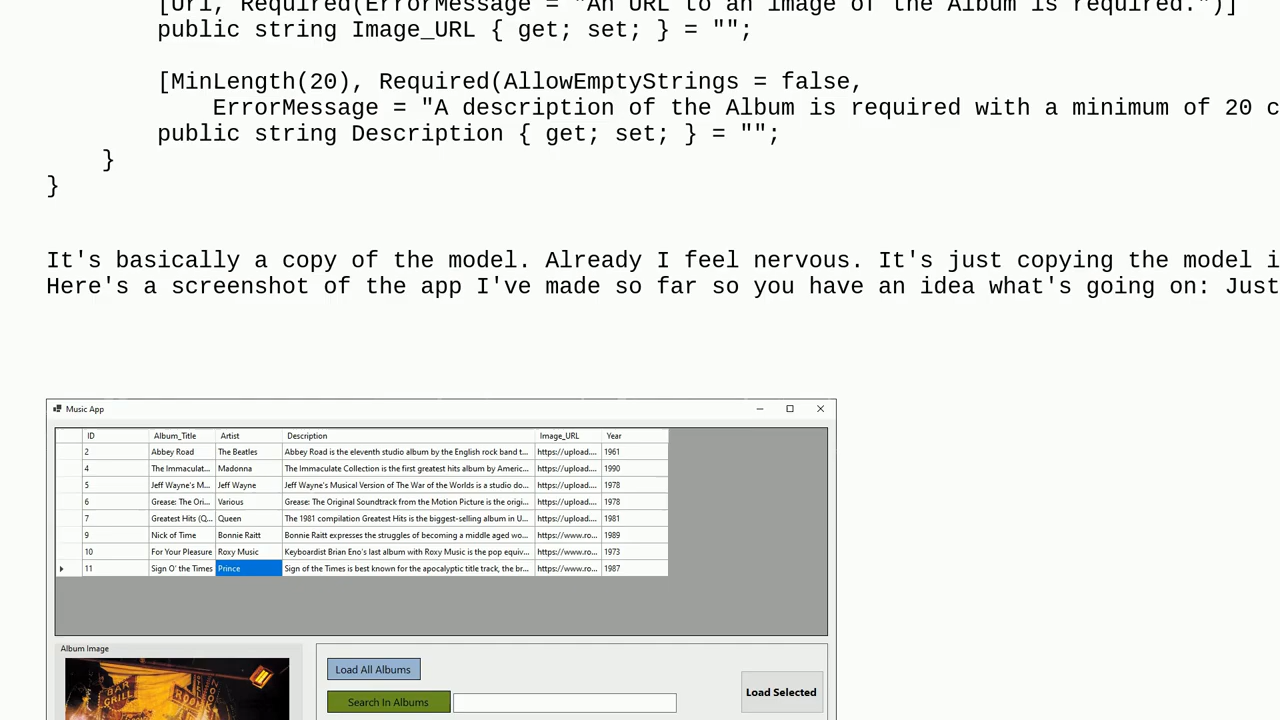 [Url, Required(ErrorMessage = "An URL to an image of the Album is required.")]
public string Image_URL { get; set; } = "";
[MinLength(20), Required(AllowEmptyStrings = false,
ErrorMessage = "A description of the Album is required with a minimum of 20 c
public string Description { get; set; } = "";
}
}
It's basically a copy of the model. Already I feel nervous. It's just copying the model i
Here's a screenshot of the app I've made so far so you have an idea what's going on: Just
Music App
ID Album_Title Artist Description Image_URL Year
2 Abbey Road The Beatles Abbey Road is the eleventh studio album by the English rock band t... https://upload.... 1961
4 The Immaculat... Madonna The Immaculate Collection is the first greatest hits album by Americ... https://upload.... 1990
5 Jeff Wayne's M... Jeff Wayne Jeff Wayne's Musical Version of The War of the Worlds is a studio do... https://upload.... 1978
6 Grease: The Ori... Various Grease: The Original Soundtrack from the Motion Picture is the origi... https://upload.... 1978
7 Greatest Hits (Q... Queen The 1981 compilation Greatest Hits is the biggest-selling album in U... https://upload.... 1981
9 Nick of Time Bonnie Raitt Bonnie Raitt expresses the struggles of becoming a middle aged wo... https://www.ro... 1989
10 For Your Pleasure Roxy Music Keyboardist Brian Eno's last album with Roxy Music is the pop equiv... https://www.ro... 1973
11 Sign O' the Times Prince Sign of the Times is best known for the apocalyptic title track, the br... https://www.ro... 1987
Album Image
Load All Albums
Search In Albums
Load Selected
BAR
GRILL
ROO